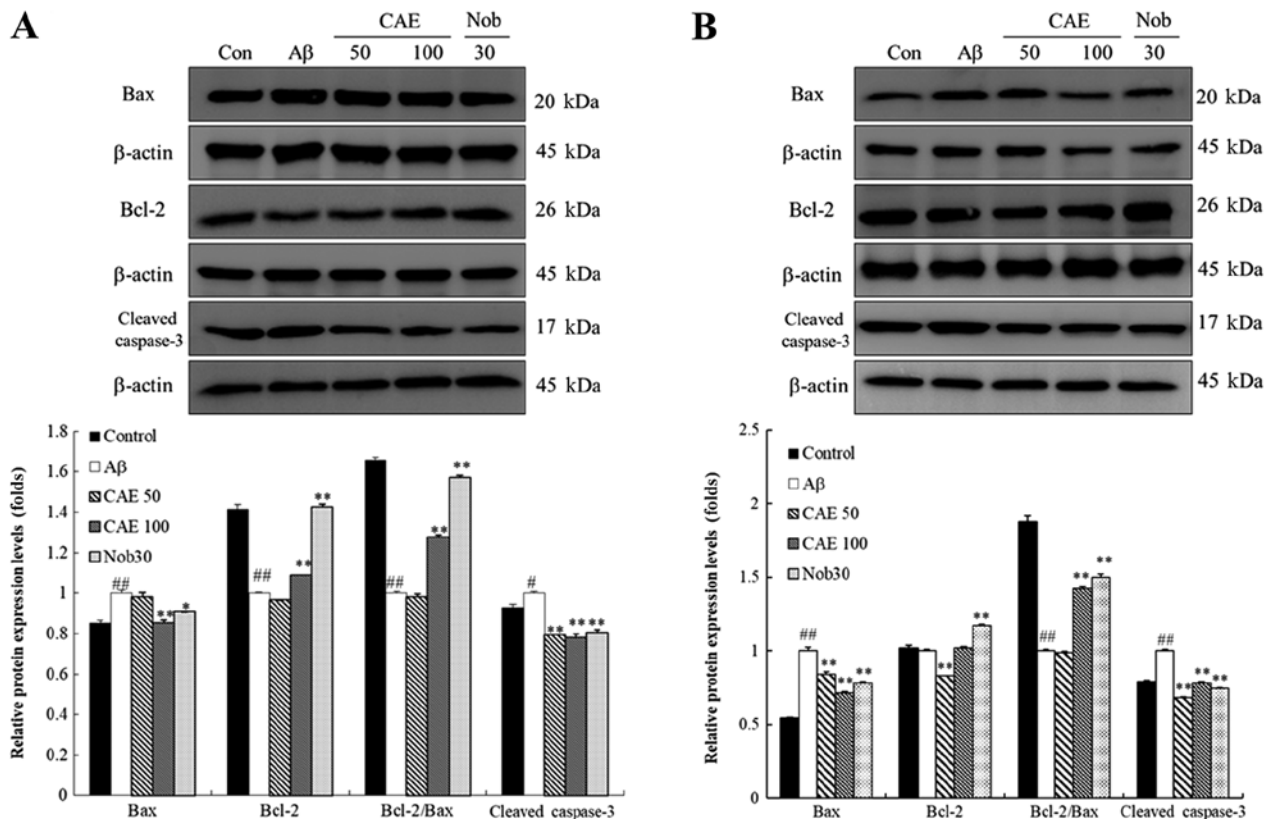 A
CAE Nob
Con Aβ 50 100 30
Bax 20 kDa
β-actin 45 kDa
Bcl-2 26 kDa
β-actin 45 kDa
Cleaved
caspase-3 17 kDa
β-actin 45 kDa
Relative protein expression levels (folds)
1.8
1.6
1.4
1.2
1
0.8
0.6
0.4
0.2
0
Control
Aβ
CAE 50
CAE 100
Nob30
## ** *
## ** **
## ** **
# ** ** **
Bax Bcl-2 Bcl-2/Bax Cleaved caspase-3
B
CAE Nob
Con Aβ 50 100 30
Bax 20 kDa
β-actin 45 kDa
Bcl-2 26 kDa
β-actin 45 kDa
Cleaved
caspase-3 17 kDa
β-actin 45 kDa
Relative protein expression levels (folds)
2.5
2
1.5
1
0.5
0
Control
Aβ
CAE 50
CAE 100
Nob30
## ** ** **
** **
## ** **
## ** ** **
Bax Bcl-2 Bcl-2/Bax Cleaved caspase-3